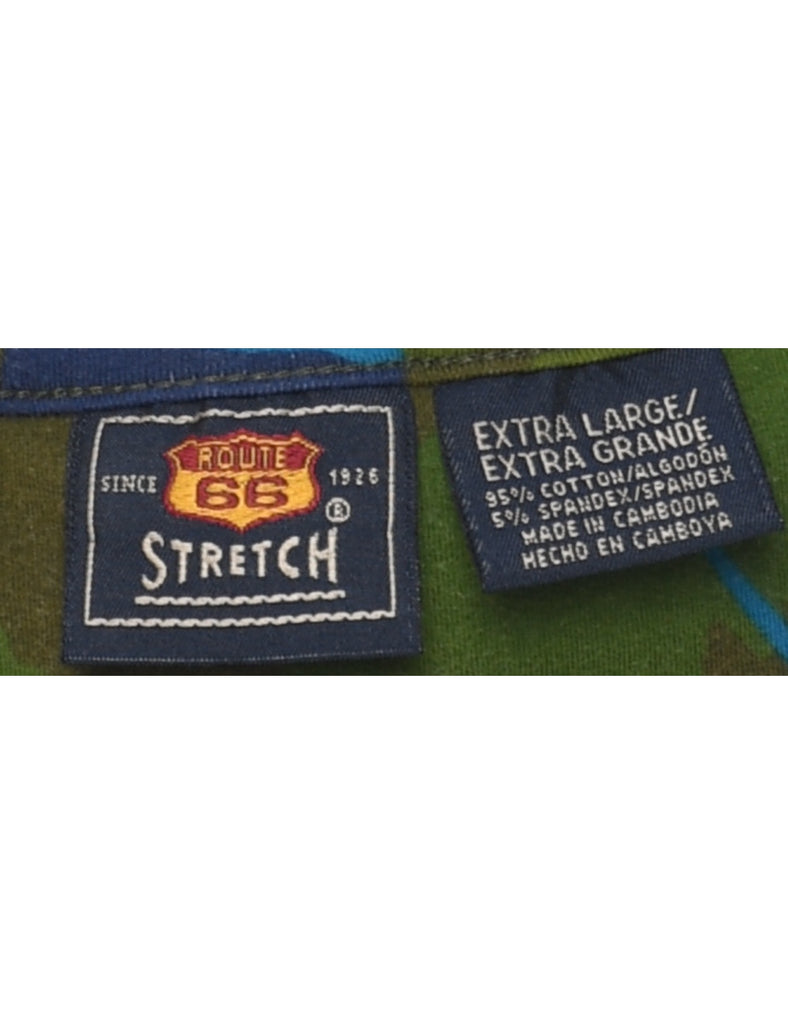 ROUTE
66
SINCE 1926
®
STRETCH
EXTRA LARGE/
EXTRA GRANDE
95% COTTON/ALGODÓN
5% SPANDEX/SPANDEX
MADE IN CAMBODIA
HECHO EN CAMBOYA